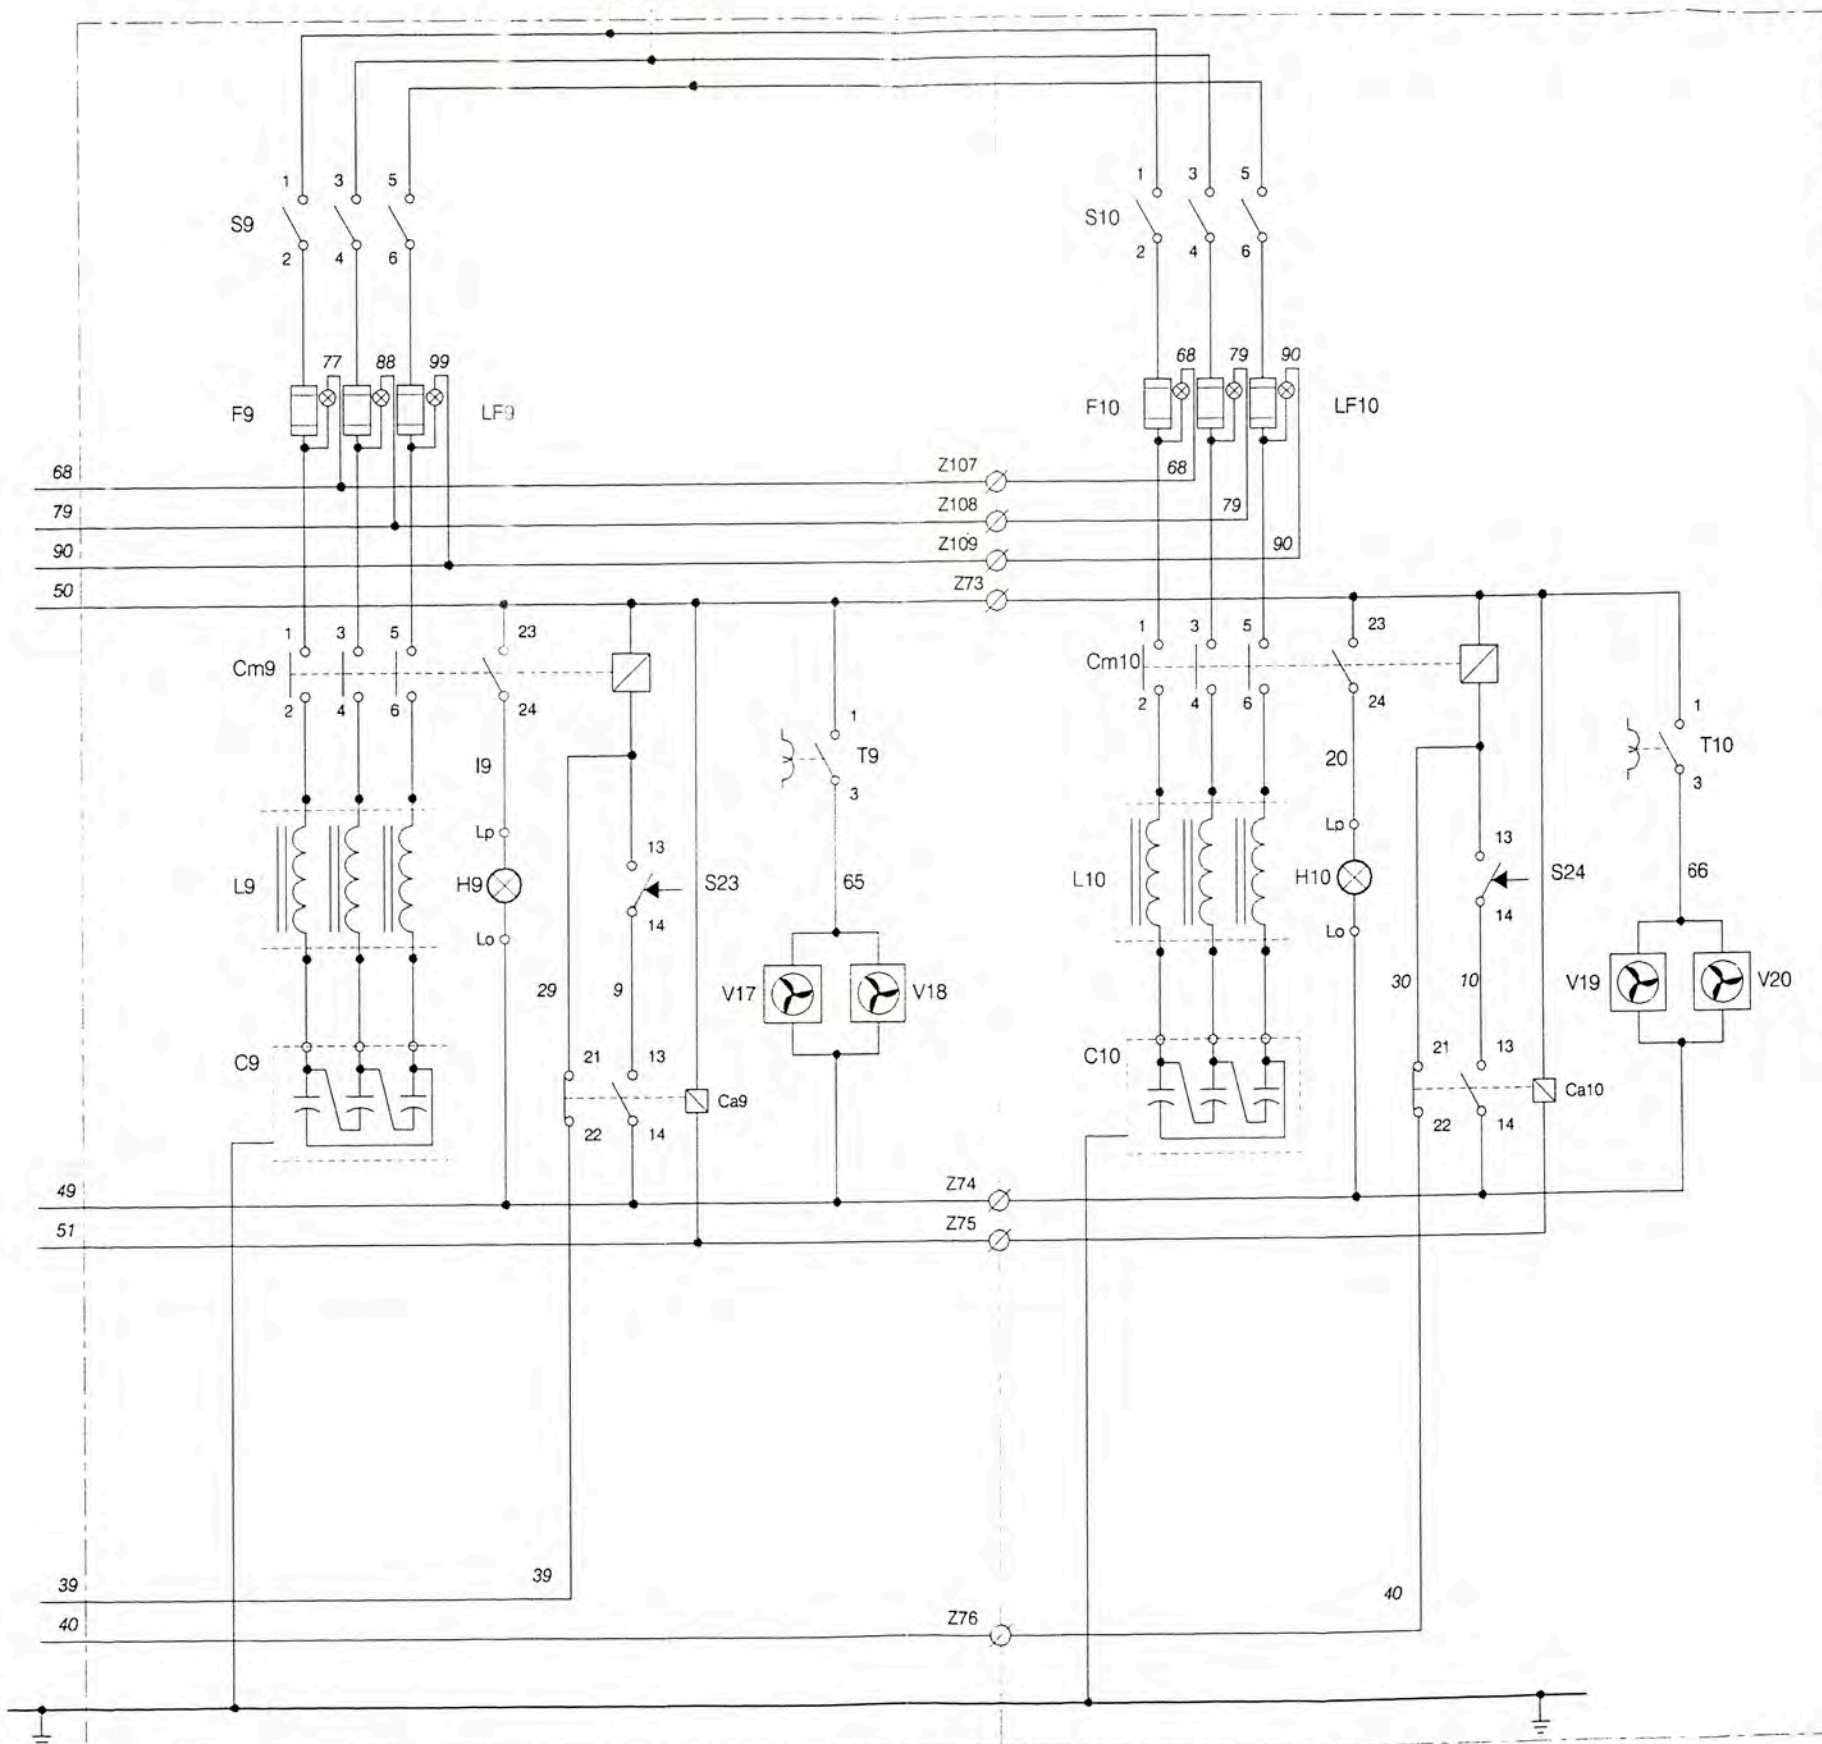 1 3 5 1 3 5
S9 S10
2 4 6 2 4 6
77 88 99 68 79 90
F9 LF9 F10 LF10
68 Z107 68
79 Z108 79
90 Z109 90
50 Z73
1 3 5 23 1 3 5 23
Cm9 Cm10
2 4 6 24 2 4 6 24
1 T9 3 1 T10 3
I9 20
Lp 13 Lp 13
L9 H9 S23 65 L10 H10 S24 66
14 14
Lo Lo
29 9 V17 V18 30 10 V19 V20
C9 21 13 C10 21 13
Ca9 Ca10
22 14 22 14
49 Z74
51 Z75
39 39 40
40 Z76